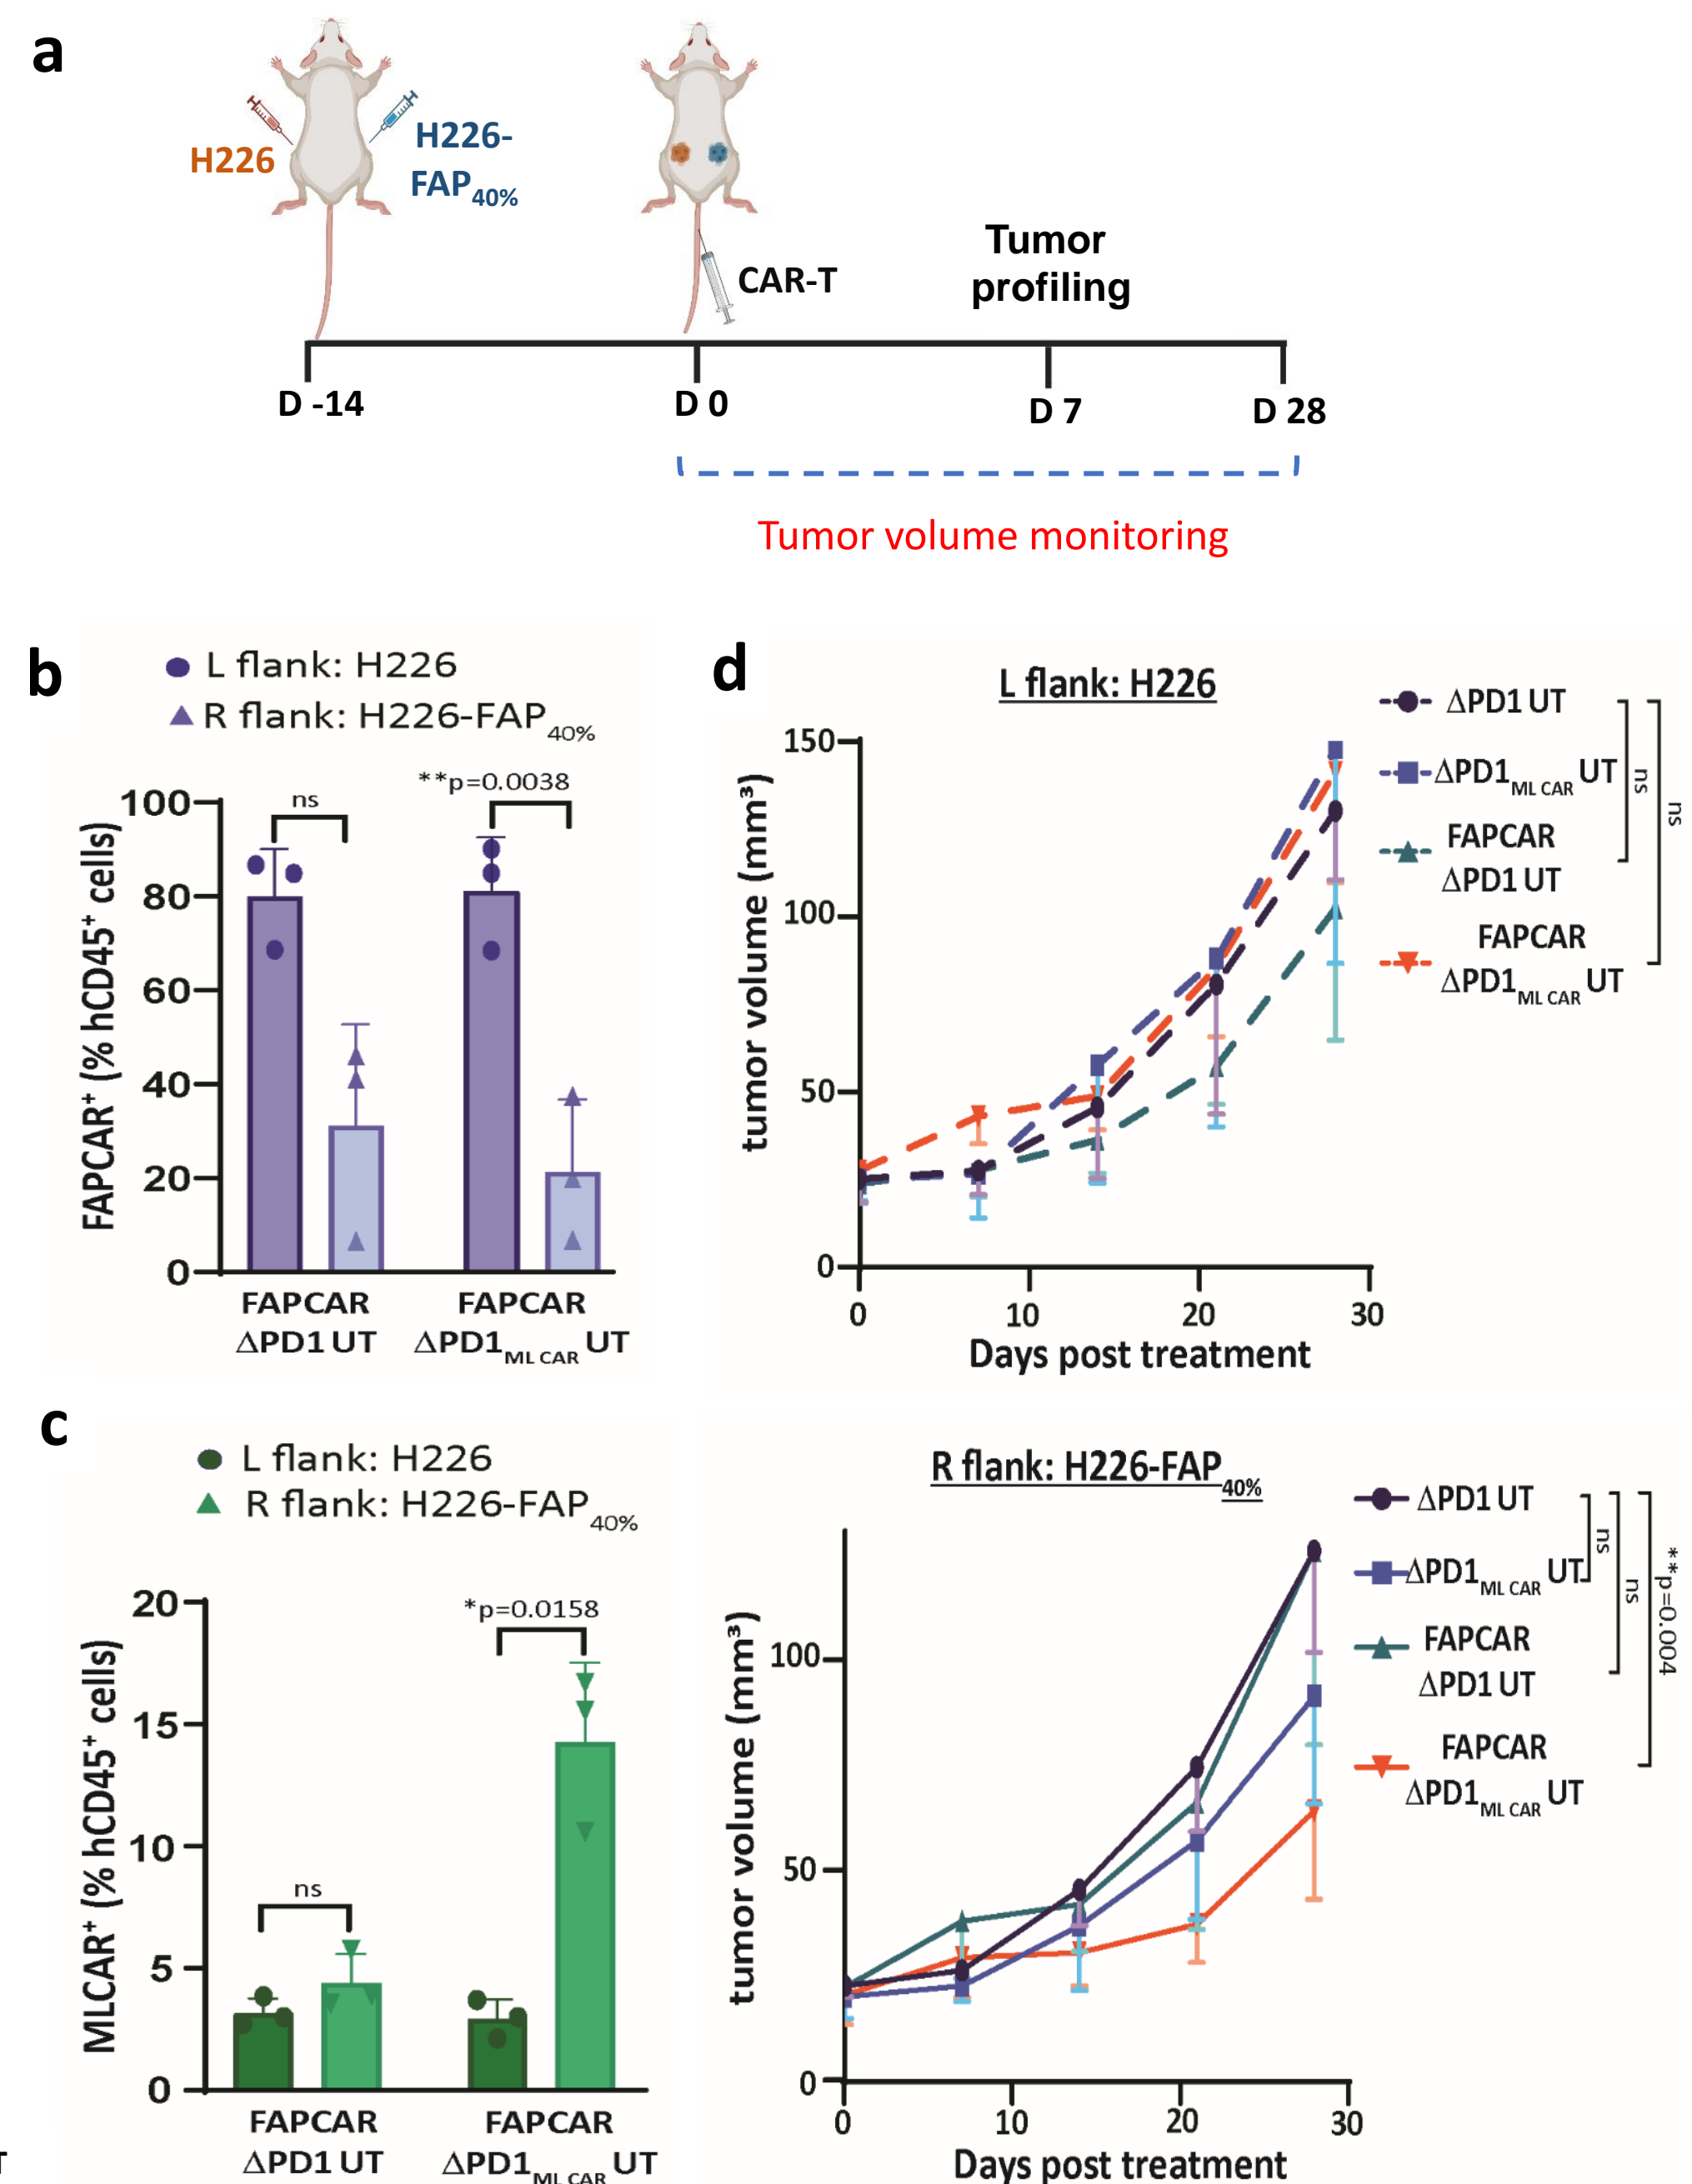 a
H226
H226-
FAP40%
CAR-T
Tumor
profiling
D -14
D 0
D 7
D 28
Tumor volume monitoring
b
L flank: H226
R flank: H226-FAP40%
ns
**p=0.0038
FAPCAR+ (% hCD45+ cells)
100
80
60
40
20
0
FAPCAR
ΔPD1 UT
FAPCAR
ΔPD1ML CAR UT
d
L flank: H226
tumor volume (mm³)
150
100
50
0
0
10
20
30
Days post treatment
ΔPD1 UT
ΔPD1ML CAR UT
FAPCAR
ΔPD1 UT
FAPCAR
ΔPD1ML CAR UT
ns
ns
c
L flank: H226
R flank: H226-FAP40%
ns
*p=0.0158
MLCAR+ (% hCD45+ cells)
20
15
10
5
0
FAPCAR
ΔPD1 UT
FAPCAR
ΔPD1ML CAR UT
T
R flank: H226-FAP40%
tumor volume (mm³)
100
50
0
0
10
20
30
Days post treatment
ΔPD1 UT
ΔPD1ML CAR UT
FAPCAR
ΔPD1 UT
FAPCAR
ΔPD1ML CAR UT
ns
ns
**p=0.004